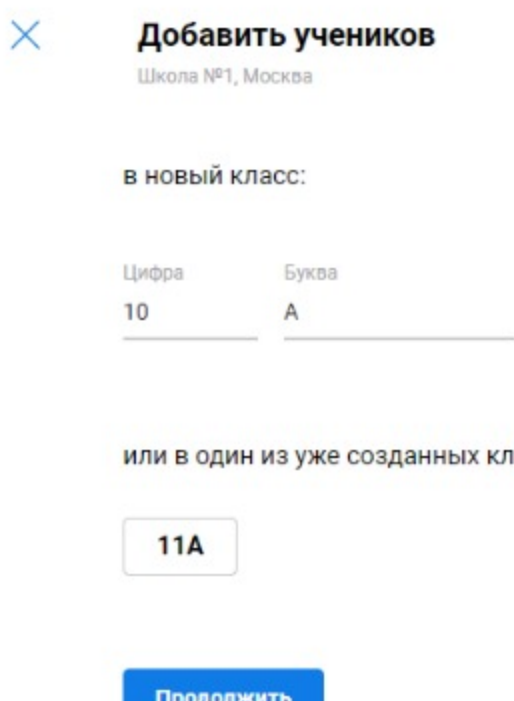 Добавить учеников
Школа №1, Москва
в новый класс:
Цифра Буква
10 А
или в один из уже созданных кл
11А
Продолжить